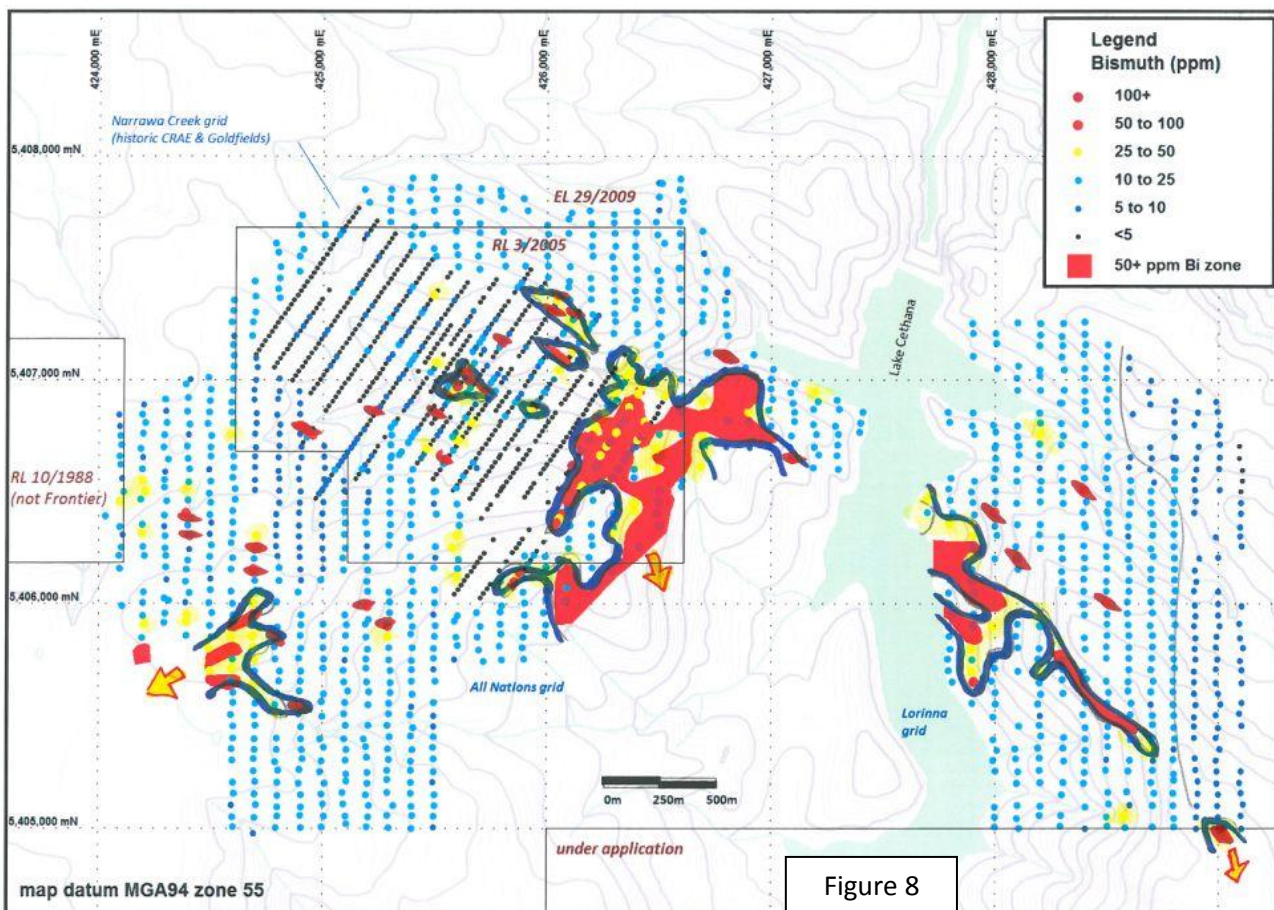 424,000 mE
425,000 mE
426,000 mE
427,000 mE
428,000 mE
Legend
Bismuth (ppm)
100+
50 to 100
25 to 50
10 to 25
5 to 10
<5
50+ ppm Bi zone
Narrawa Creek grid
(historic CRAE & Goldfields)
5,408,000 mN
EL 29/2009
RL 3/2005
Lake Cethana
5,407,000 mN
RL 10/1988
(not Frontier)
5,406,000 mN
All Nations grid
Lorinna
grid
0m 250m 500m
5,405,000 mN
under application
map datum MGA94 zone 55
Figure 8